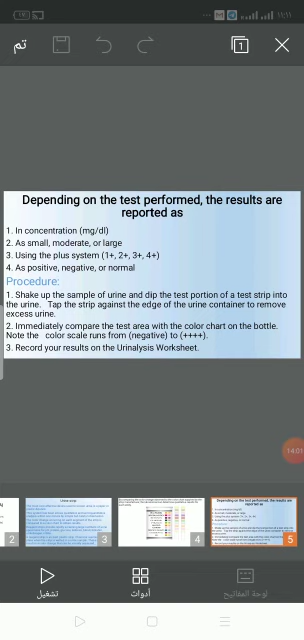 ١١:١١
تم
1
Depending on the test performed, the results are
reported as
1. In concentration (mg/dl)
2. As small, moderate, or large
3. Using the plus system (1+, 2+, 3+, 4+)
4. As positive, negative, or normal
Procedure:
1. Shake up the sample of urine and dip the test portion of a test strip into
the urine. Tap the strip against the edge of the urine container to remove
excess urine.
2. Immediately compare the test area with the color chart on the bottle.
Note the color scale runs from (negative) to (++++).
3. Record your results on the Urinalysis Worksheet.
14:01
2
3
4
5
تشغيل
أدوات
لوحة المفاتيح